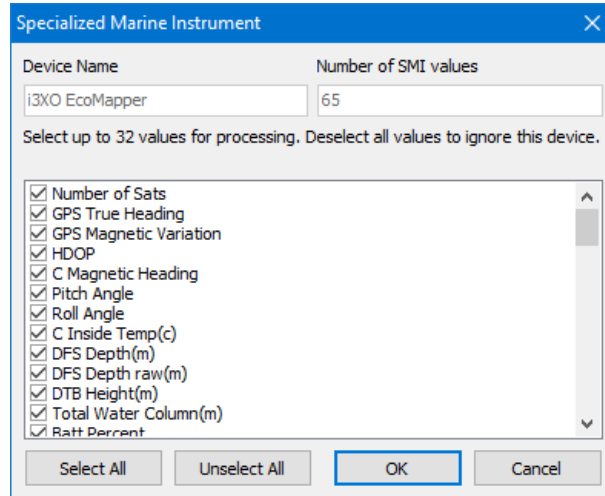 Specialized Marine Instrument
Device Name Number of SMI values
i3XO EcoMapper 65
Select up to 32 values for processing. Deselect all values to ignore this device.
Number of Sats
GPS True Heading
GPS Magnetic Variation
HDOP
C Magnetic Heading
Pitch Angle
Roll Angle
C Inside Temp(c)
DFS Depth(m)
DFS Depth raw(m)
DTB Height(m)
Total Water Column(m)
Batt Percent
Select All Unselect All OK Cancel